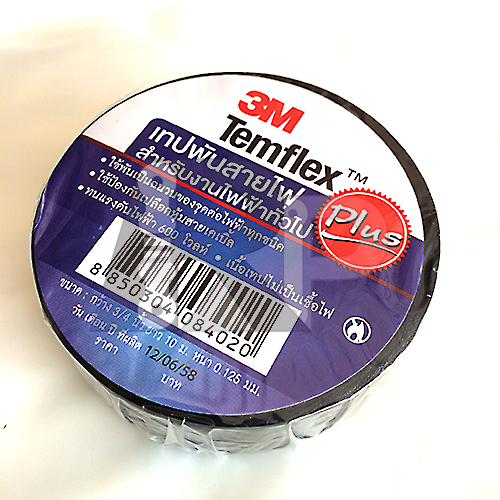 3M
Temflex™
Plus
เทปพันสายไฟ
สำหรับงานไฟฟ้าทั่วไป
• ใช้พันเป็นฉนวนของจุดต่อไฟฟ้าทุกชนิด
• ใช้ป้องกันเปลือกหุ้มสายเคเบิล
• ทนแรงดันไฟฟ้า 600 โวลท์ • เนื้อเทปไม่เป็นเชื้อไฟ
8 850304 084020
ขนาด : กว้าง 3/4 นิ้ว ยาว 10 ม. หนา 0.125 มม.
วัน เดือน ปี ที่ผลิต 12/06/58
ราคา บาท